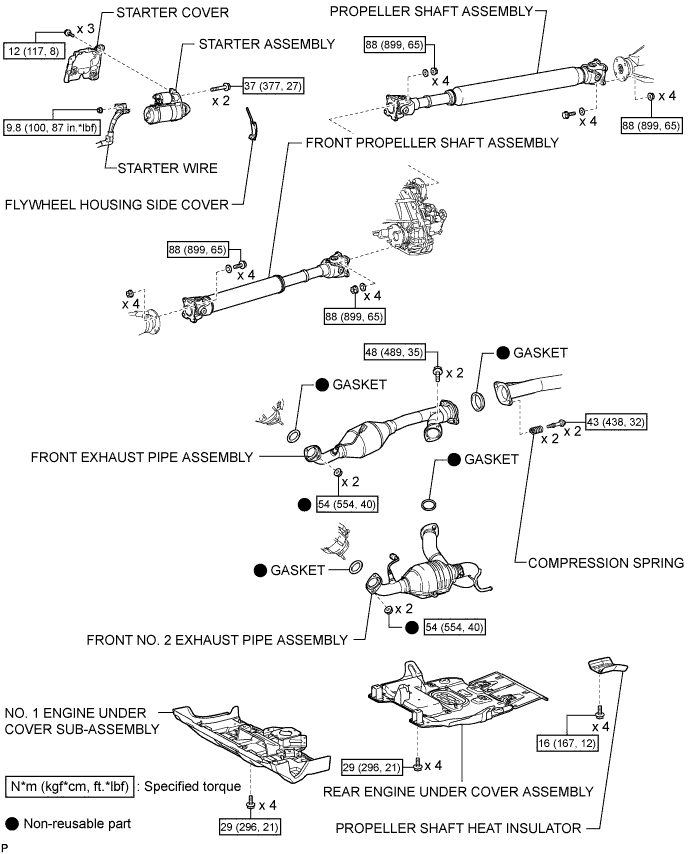 STARTER COVER
x 3
12 (117, 8)
STARTER ASSEMBLY
37 (377, 27)
x 2
9.8 (100, 87 in.*lbf)
STARTER WIRE
FLYWHEEL HOUSING SIDE COVER
PROPELLER SHAFT ASSEMBLY
88 (899, 65)
x 4
x 4
x 4
88 (899, 65)
FRONT PROPELLER SHAFT ASSEMBLY
88 (899, 65)
x 4
x 4
x 4
88 (899, 65)
48 (489, 35)
x 2
GASKET
GASKET
43 (438, 32)
x 2
x 2
FRONT EXHAUST PIPE ASSEMBLY
x 2
54 (554, 40)
GASKET
COMPRESSION SPRING
GASKET
x 2
54 (554, 40)
FRONT NO. 2 EXHAUST PIPE ASSEMBLY
NO. 1 ENGINE UNDER
COVER SUB-ASSEMBLY
x 4
16 (167, 12)
29 (296, 21)
x 4
REAR ENGINE UNDER COVER ASSEMBLY
N*m (kgf*cm, ft.*lbf) : Specified torque
x 4
29 (296, 21)
Non-reusable part
PROPELLER SHAFT HEAT INSULATOR
P